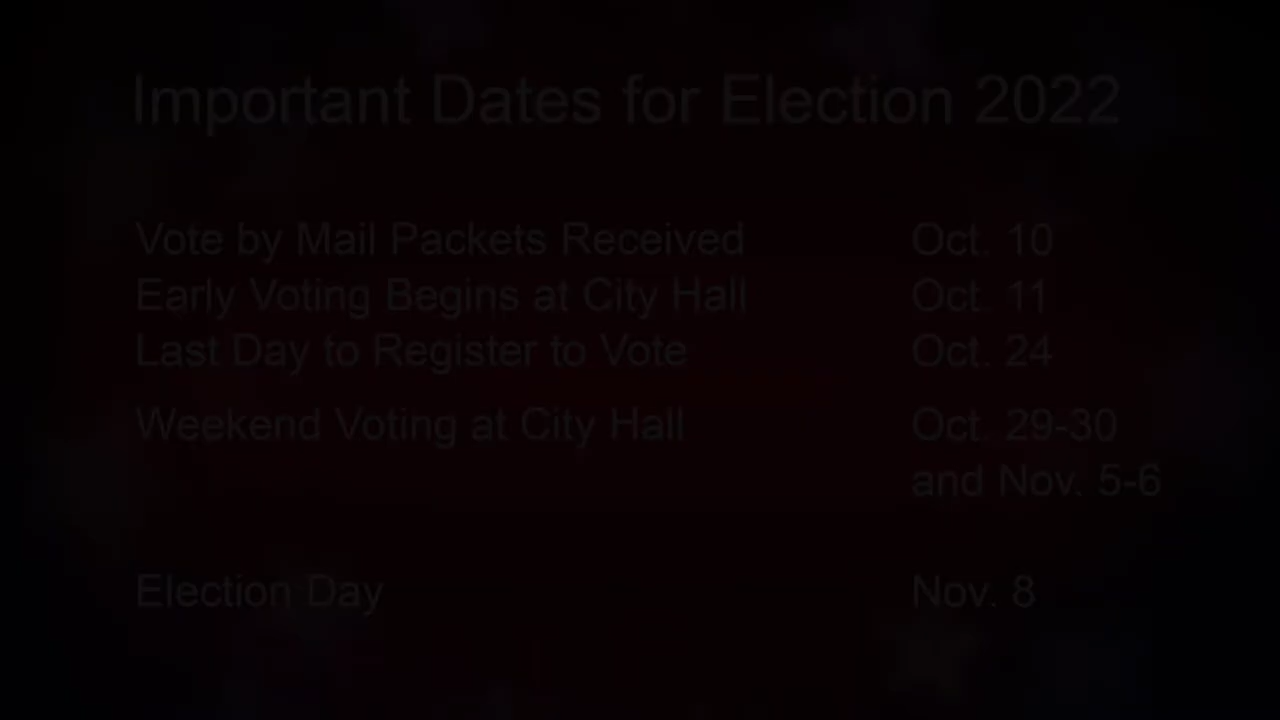 Important Dates for Election 2022
Vote by Mail Packets Received Oct. 10
Early Voting Begins at City Hall Oct. 11
Last Day to Register to Vote Oct. 24
Weekend Voting at City Hall Oct. 29-30
and Nov. 5-6
Election Day Nov. 8